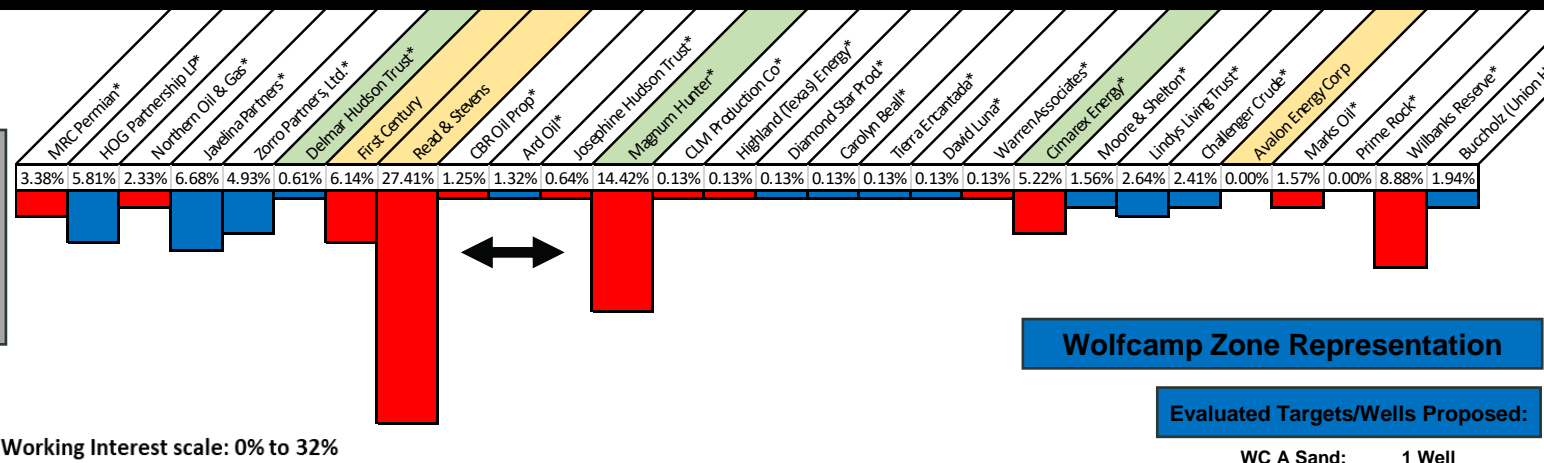 MRC Permian*
HOG Partnership LP*
Northern Oil & Gas*
Javelina Partners*
Zorro Partners, Ltd.*
Delmar Hudson Trust*
First Century
Read & Stevens
CBR Oil Prop*
Ard Oil*
Josephine Hudson Trust*
Magnum Hunter*
CLM Production Co*
Highland (Texas) Energy*
Diamond Star Prod*
Carolyn Beall*
Tierra Encantada*
David Luna*
Warren Associates*
Cimarex Energy*
Moore & Shelton*
Lindys Living Trust*
Challenger Crude*
Avalon Energy Corp
Marks Oil*
Prime Rock*
Wilbanks Reserve*
Buccholz (Union H
3.38% 5.81% 2.33% 6.68% 4.93% 0.61% 6.14% 27.41% 1.25% 1.32% 0.64% 14.42% 0.13% 0.13% 0.13% 0.13% 0.13% 0.13% 0.13% 5.22% 1.56% 2.64% 2.41% 0.00% 1.57% 0.00% 8.88% 1.94%
Wolfcamp Zone Representation
Evaluated Targets/Wells Proposed:
Working Interest scale: 0% to 32%
WC A Sand: 1 Well